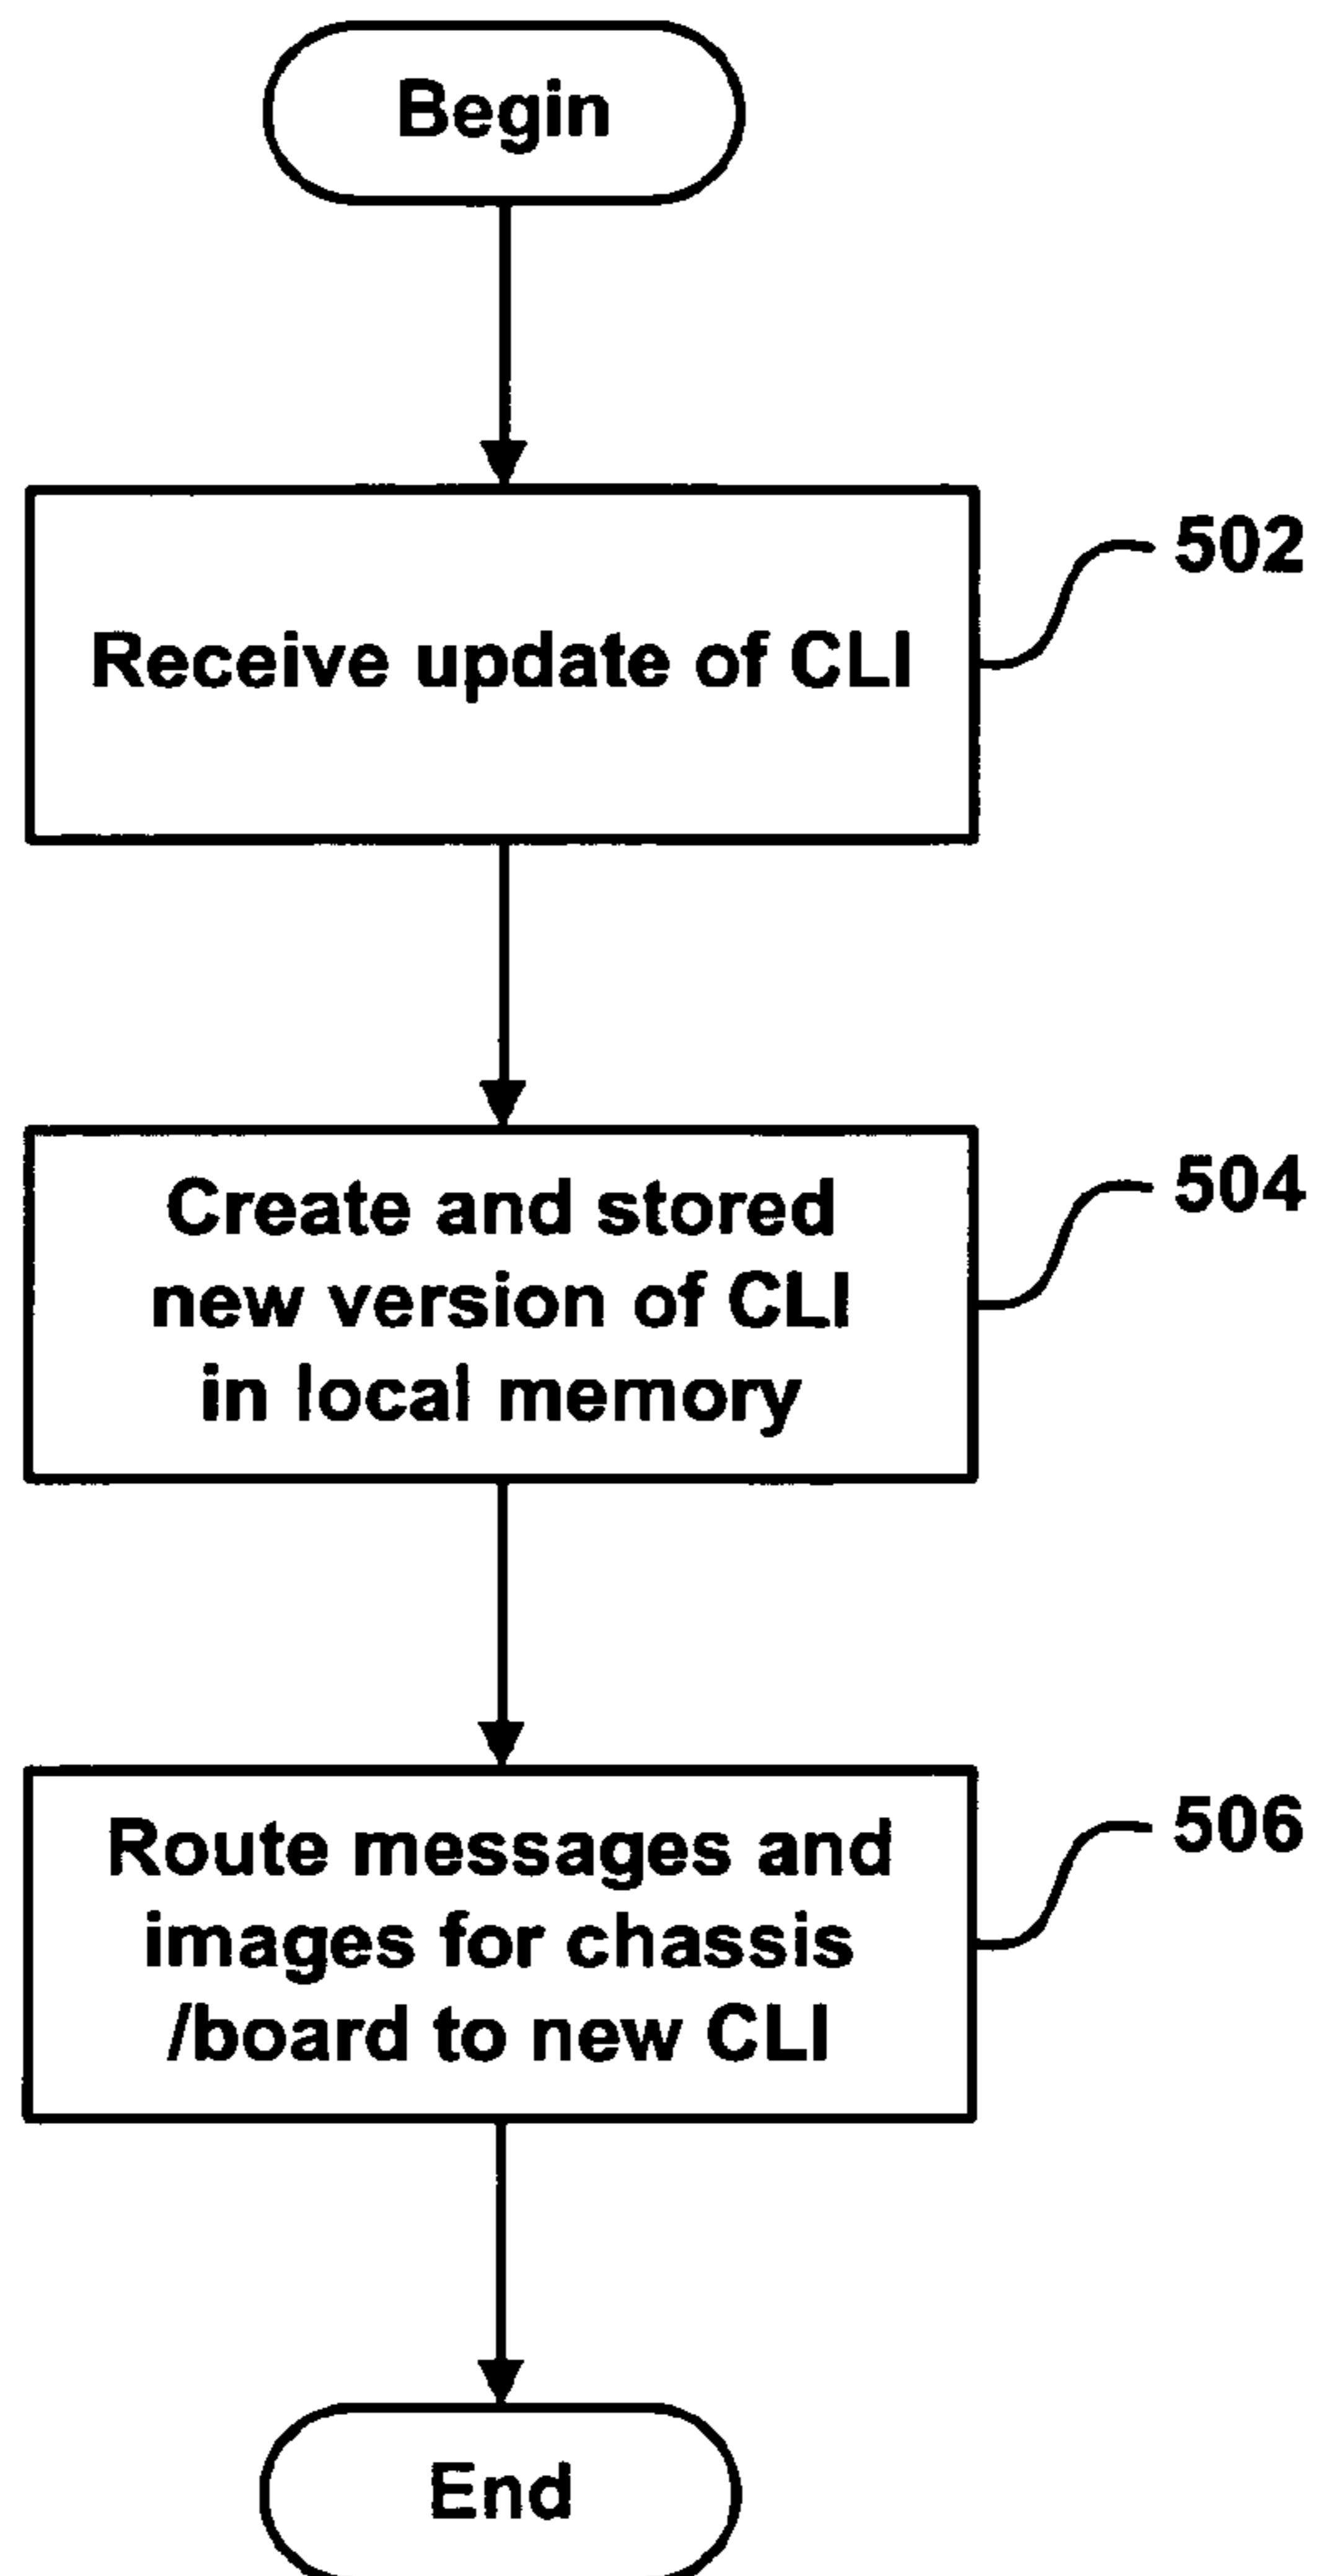 Begin
Receive update of CLI
502
Create and stored
new version of CLI
in local memory
504
Route messages and
images for chassis
/board to new CLI
506
End